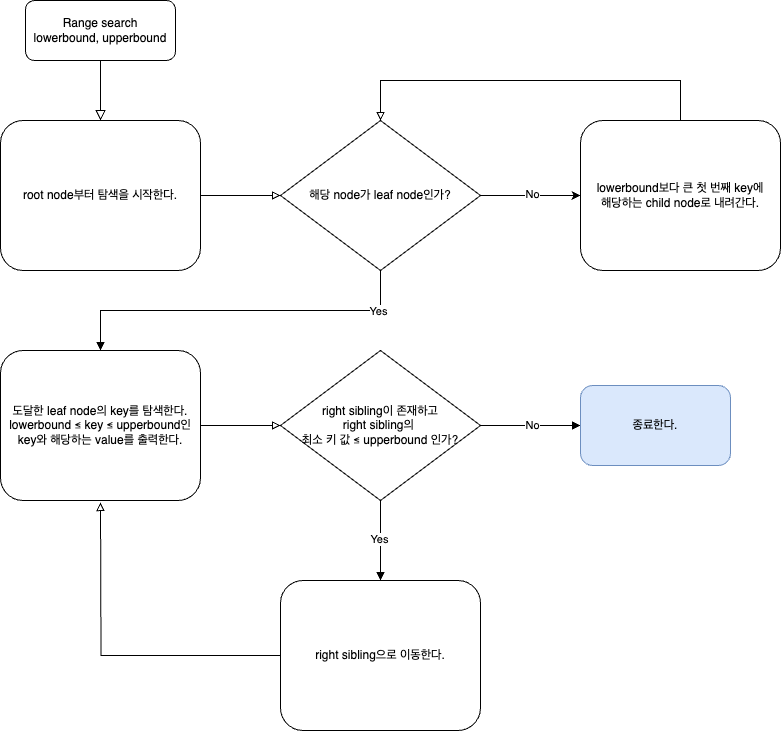 Range search
lowerbound, upperbound
root node부터 탐색을 시작한다.
해당 node가 leaf node인가?
No
lowerbound보다 큰 첫 번째 key에
해당하는 child node로 내려간다.
Yes
도달한 leaf node의 key를 탐색한다.
lowerbound ≤ key ≤ upperbound인
key와 해당하는 value를 출력한다.
right sibling이 존재하고
right sibling의
최소 키 값 ≤ upperbound 인가?
No
종료한다.
Yes
right sibling으로 이동한다.